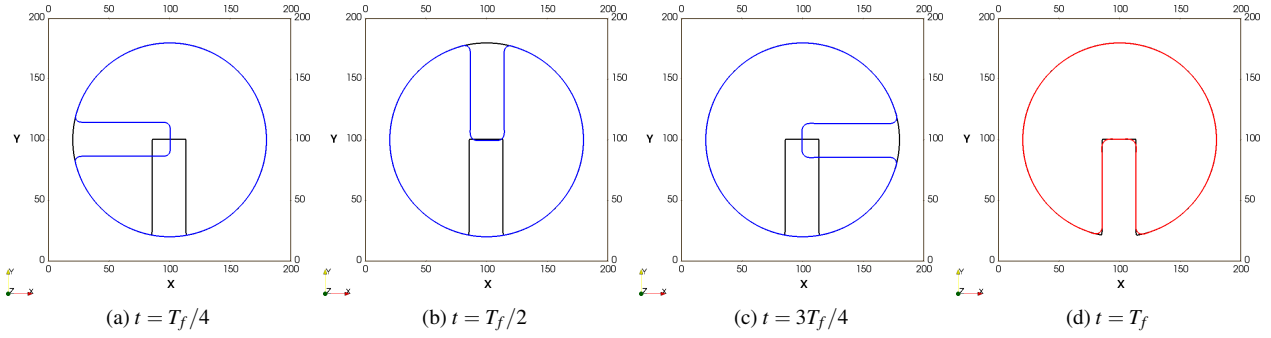 0 50 100 150 200 0 50 100 150 200 0 50 100 150 200 0 50 100 150 200
200 200 200 200 200 200 200 200
150 150 150 150 150 150 150 150
Y 100 100 Y 100 100 Y 100 100 Y 100 100
50 50 50 50 50 50 50 50
0 0 0 0 0 0 0 0
0 50 100 150 200 0 50 100 150 200 0 50 100 150 200 0 50 100 150 200
Y X Y X Y X Y X
Z X Z X Z X Z X
(a) t = T_f/4 (b) t = T_f/2 (c) t = 3T_f/4 (d) t = T_f